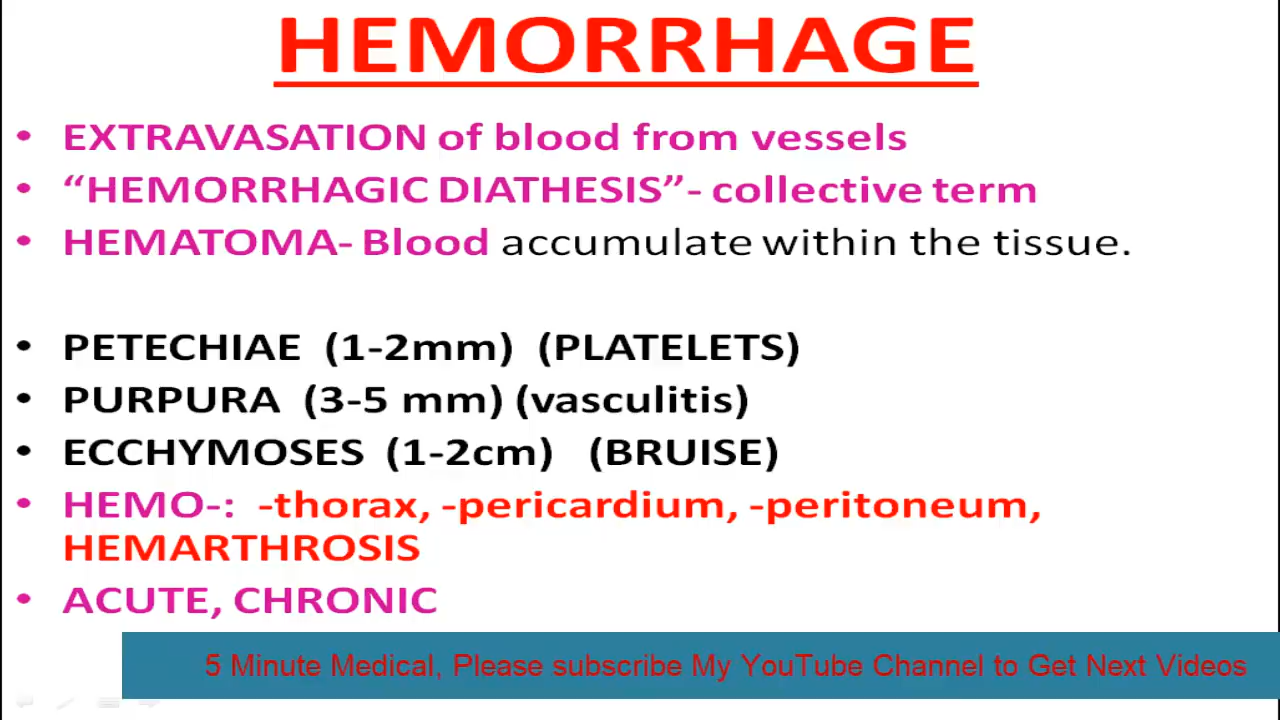 HEMORRHAGE
• EXTRAVASATION of blood from vessels
• “HEMORRHAGIC DIATHESIS”- collective term
• HEMATOMA- Blood accumulate within the tissue.
• PETECHIAE (1-2mm) (PLATELETS)
• PURPURA (3-5 mm) (vasculitis)
• ECCHYMOSES (1-2cm) (BRUISE)
• HEMO-: -thorax, -pericardium, -peritoneum,
HEMARTHROSIS
• ACUTE, CHRONIC
5 Minute Medical, Please subscribe My YouTube Channel to Get Next Videos